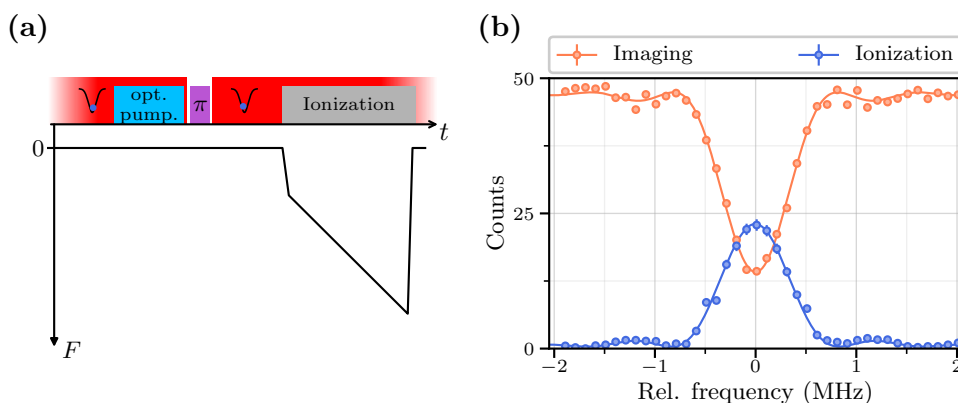 (a)
opt.
pump.
π
Ionization
t
0
F
(b)
Imaging
Ionization
50
25
0
Counts
−2
−1
0
1
2
Rel. frequency (MHz)